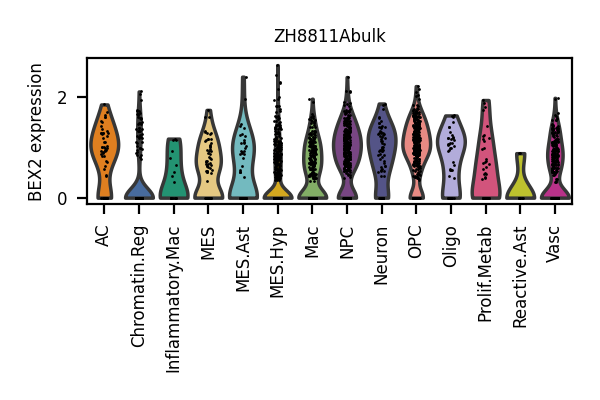 ZH8811Abulk
BEX2 expression
2
0
AC
Chromatin.Reg
Inflammatory.Mac
MES
MES.Ast
MES.Hyp
Mac
NPC
Neuron
OPC
Oligo
Prolif.Metab
Reactive.Ast
Vasc